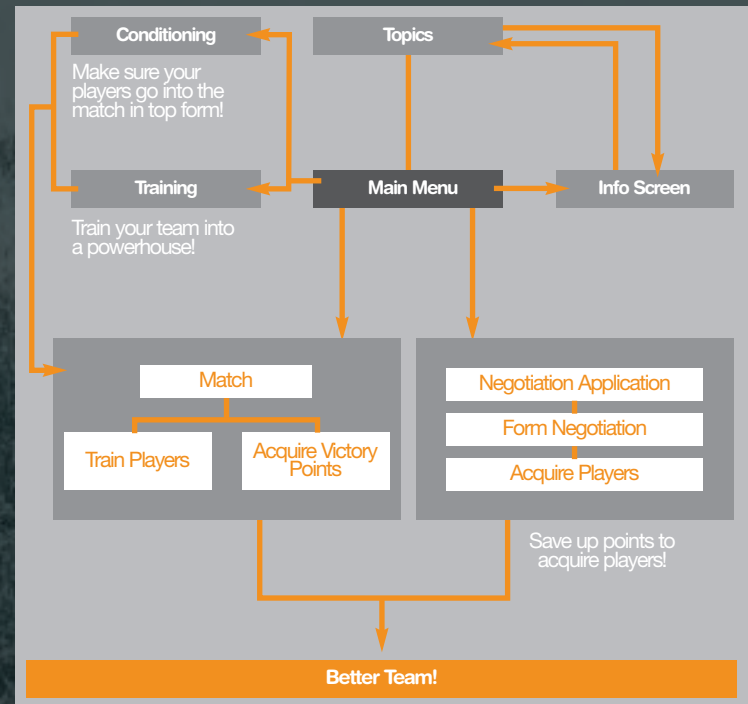 Conditioning
Topics
Make sure your
players go into the
match in top form!
Training
Main Menu
Info Screen
Train your team into
a powerhouse!
Match
Train Players
Acquire Victory
Points
Negotiation Application
Form Negotiation
Acquire Players
Save up points to
acquire players!
Better Team!